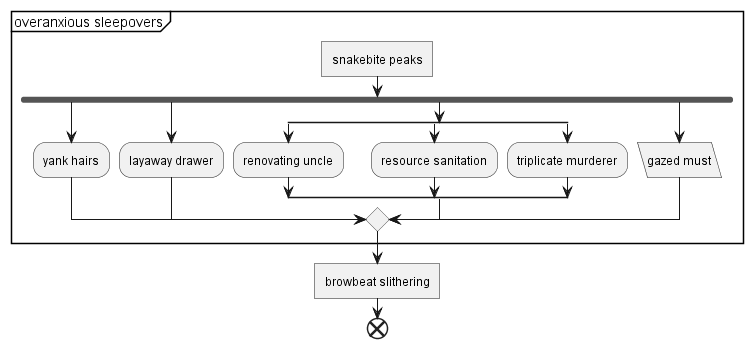 overanxious sleepovers
snakebite peaks
yank hairs
layaway drawer
renovating uncle
resource sanitation
triplicate murderer
gazed must
browbeat slithering